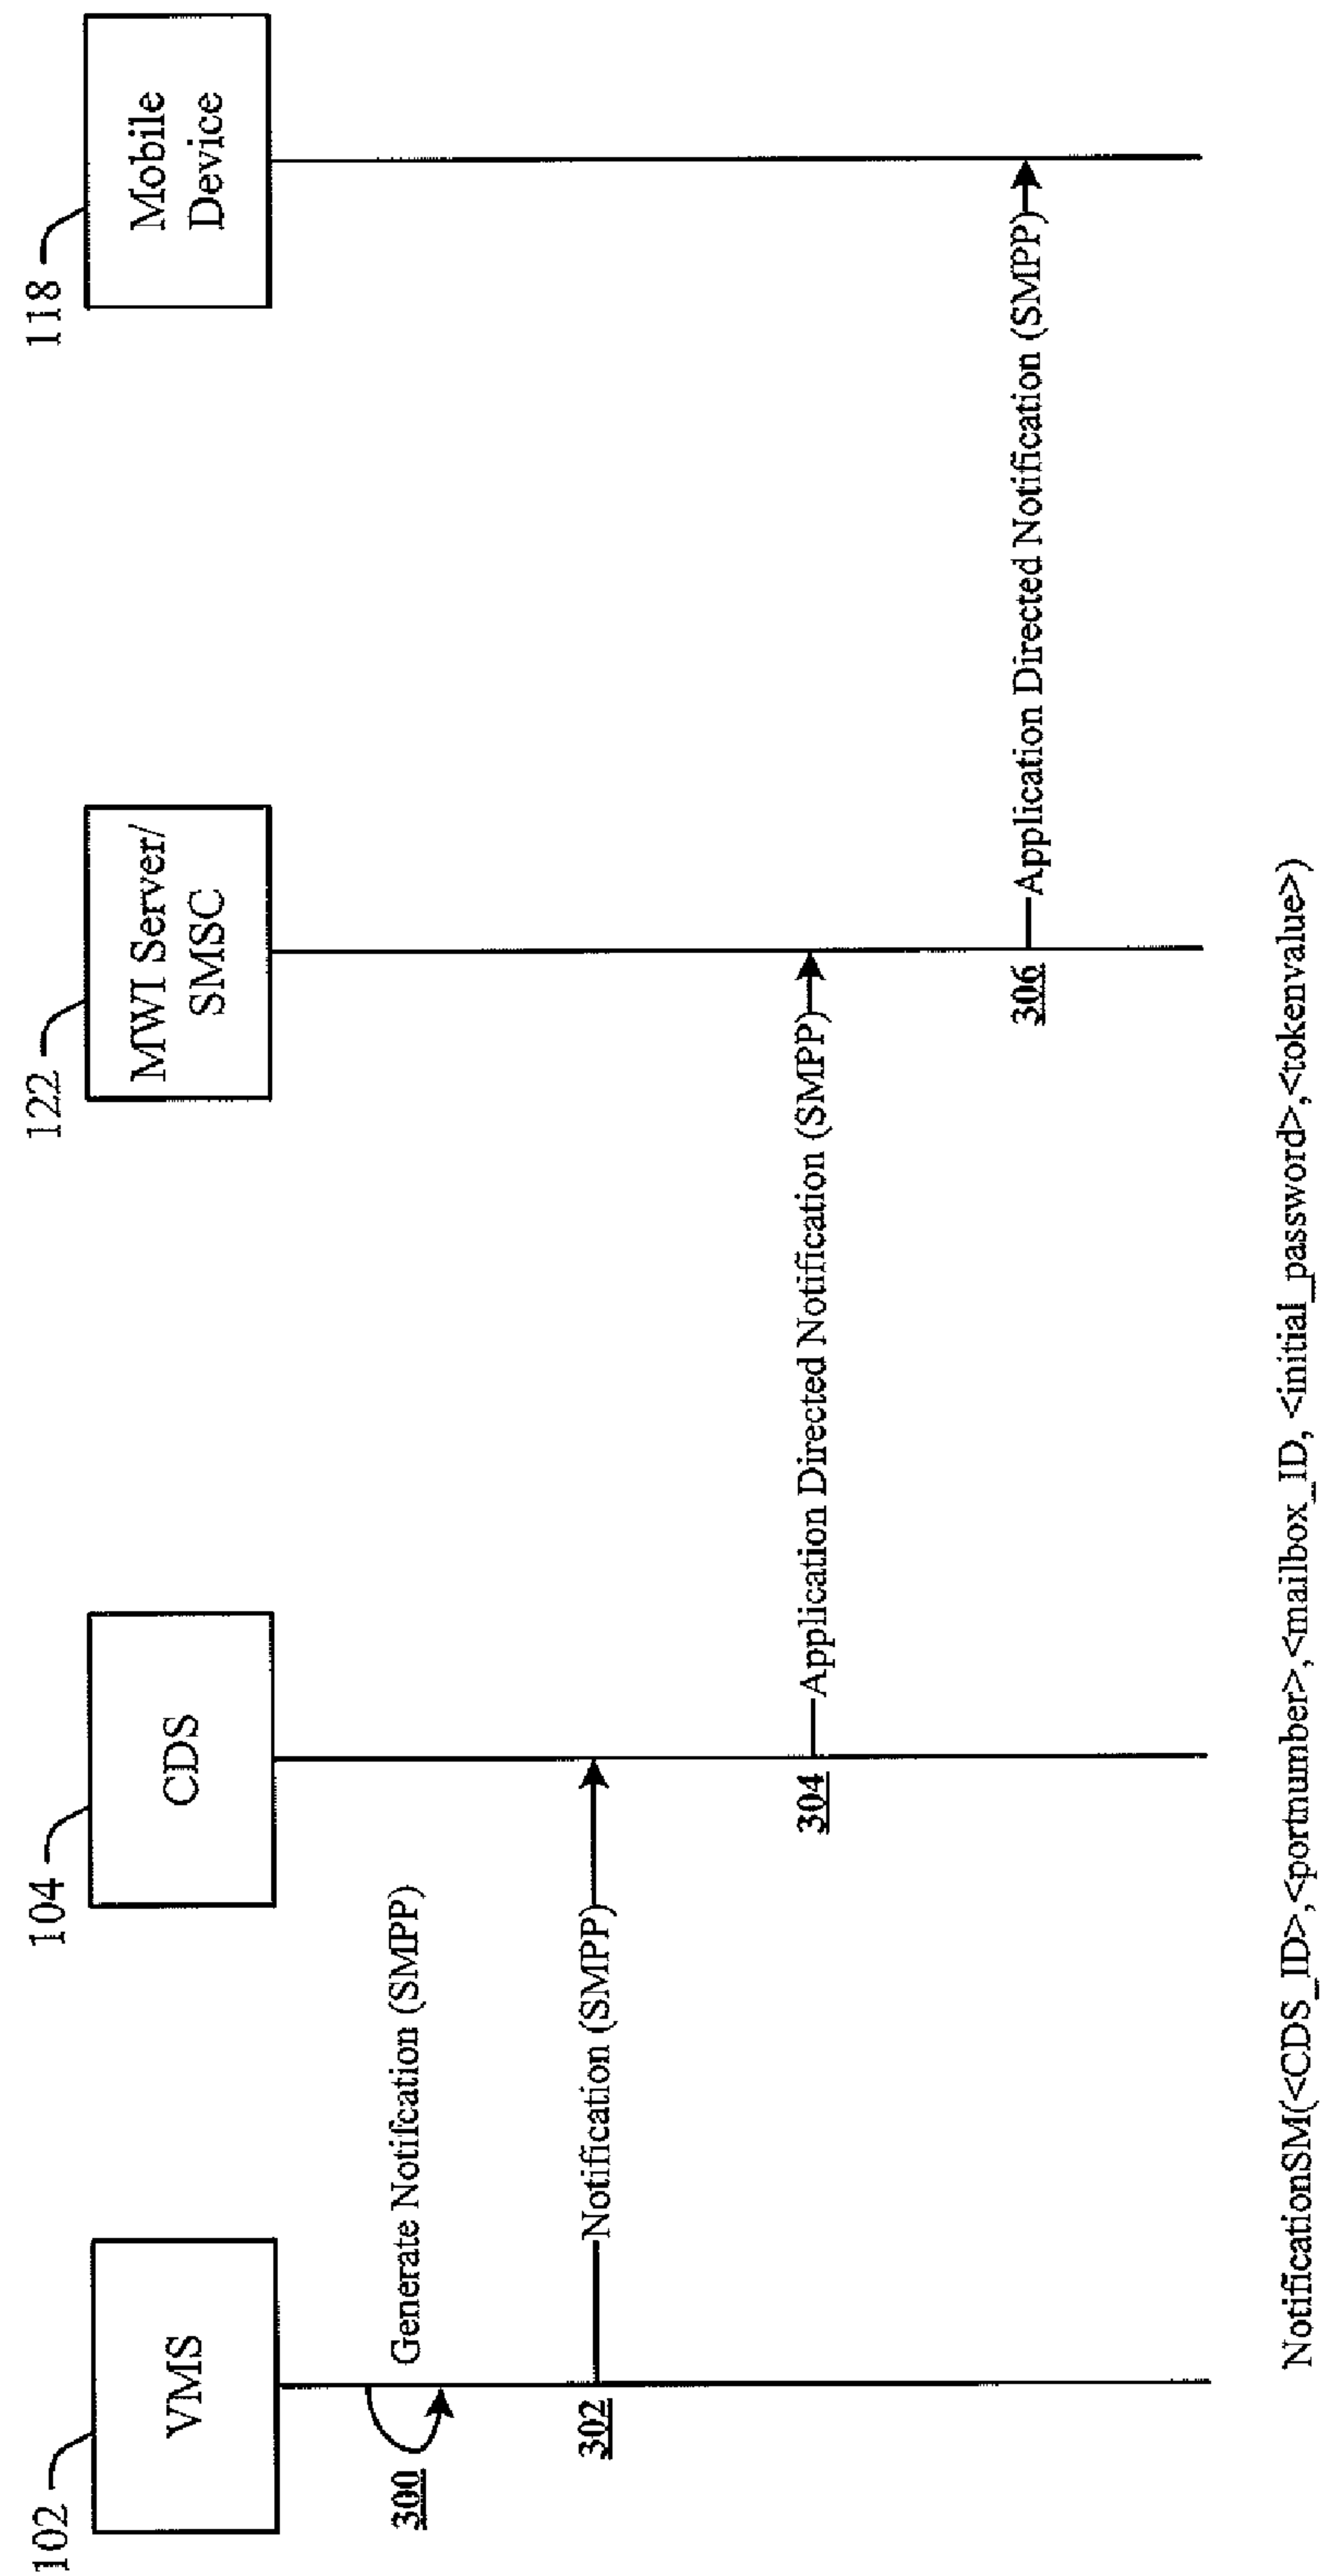 102
104
122
118
VMS
CDS
MWI Server/
SMSC
Mobile
Device
300
Generate Notification (SMPP)
302
Notification (SMPP)
304
Application Directed Notification (SMPP)
306
Application Directed Notification (SMPP)
NotificationSM(<CDS_ID>,<portnumber>,<mailbox_ID, <initial_password>,<tokenvalue>)